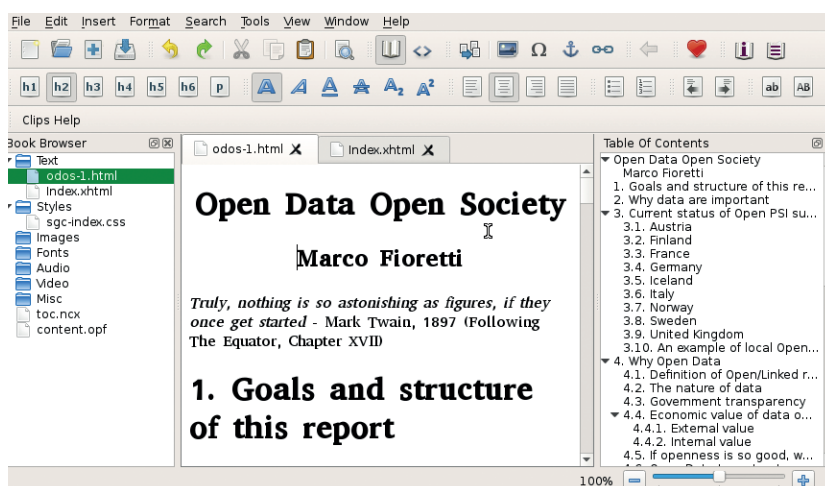 File Edit Insert Format Search Tools View Window Help
h1 h2 h3 h4 h5 h6 p A A A A A₂ A² ab AB
Clips Help
Book Browser
Text
odos-1.html
Index.xhtml
Styles
sgc-index.css
Images
Fonts
Audio
Video
Misc
toc.ncx
content.opf
odos-1.html
Index.xhtml
Open Data Open Society
Marco Fioretti
Truly, nothing is so astonishing as figures, if they
once get started - Mark Twain, 1897 (Following
The Equator, Chapter XVII)
1. Goals and structure
of this report
Table Of Contents
Open Data Open Society
Marco Fioretti
1. Goals and structure of this re...
2. Why data are important
3. Current status of Open PSI su...
3.1. Austria
3.2. Finland
3.3. France
3.4. Germany
3.5. Iceland
3.6. Italy
3.7. Norway
3.8. Sweden
3.9. United Kingdom
3.10. An example of local Open...
4. Why Open Data
4.1. Definition of Open/Linked r...
4.2. The nature of data
4.3. Government transparency
4.4. Economic value of data o...
4.4.1. External value
4.4.2. Internal value
4.5. If openness is so good, w...
100%